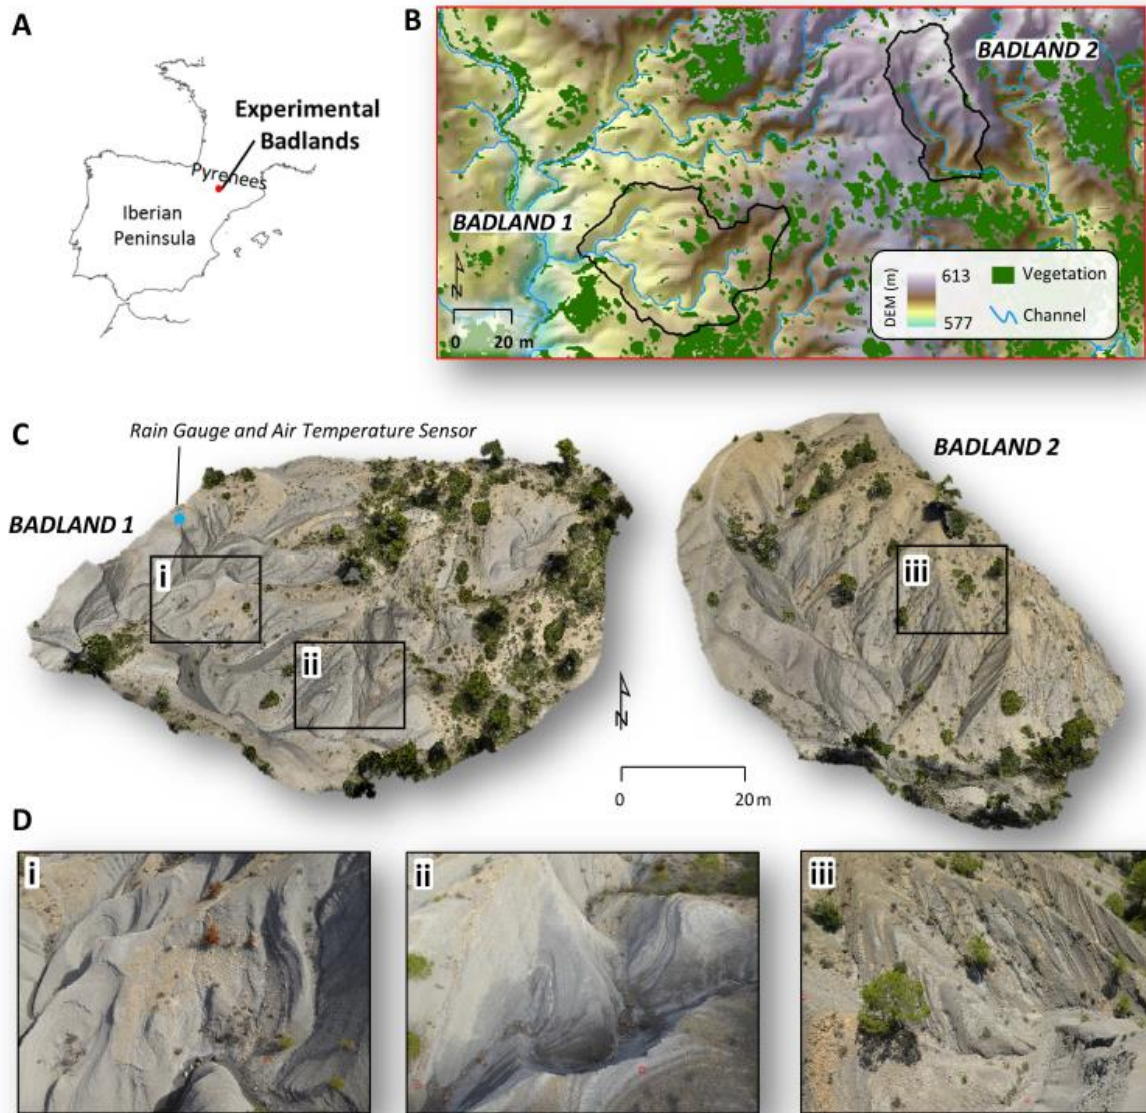 A
Experimental
Badlands
Pyrenees
Iberian
Peninsula
B
BADLAND 2
BADLAND 1
N
0 20 m
DEM (m)
613
577
Vegetation
Channel
C
Rain Gauge and Air Temperature Sensor
BADLAND 1
BADLAND 2
i
ii
iii
N
0 20 m
D
i
ii
iii